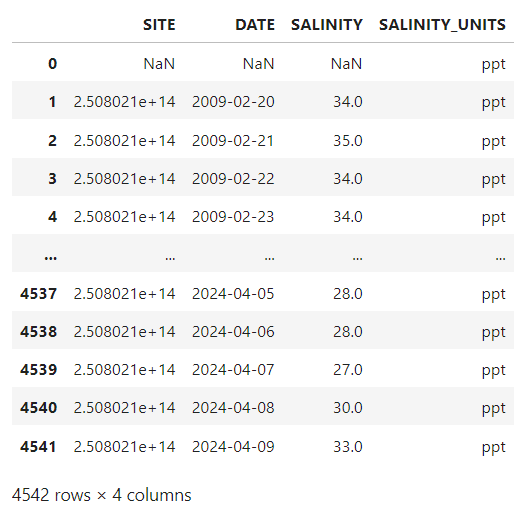 SITE DATE SALINITY SALINITY_UNITS
0 NaN NaN NaN ppt
1 2.508021e+14 2009-02-20 34.0 ppt
2 2.508021e+14 2009-02-21 35.0 ppt
3 2.508021e+14 2009-02-22 34.0 ppt
4 2.508021e+14 2009-02-23 34.0 ppt
... ... ... ... ...
4537 2.508021e+14 2024-04-05 28.0 ppt
4538 2.508021e+14 2024-04-06 28.0 ppt
4539 2.508021e+14 2024-04-07 27.0 ppt
4540 2.508021e+14 2024-04-08 30.0 ppt
4541 2.508021e+14 2024-04-09 33.0 ppt
4542 rows × 4 columns